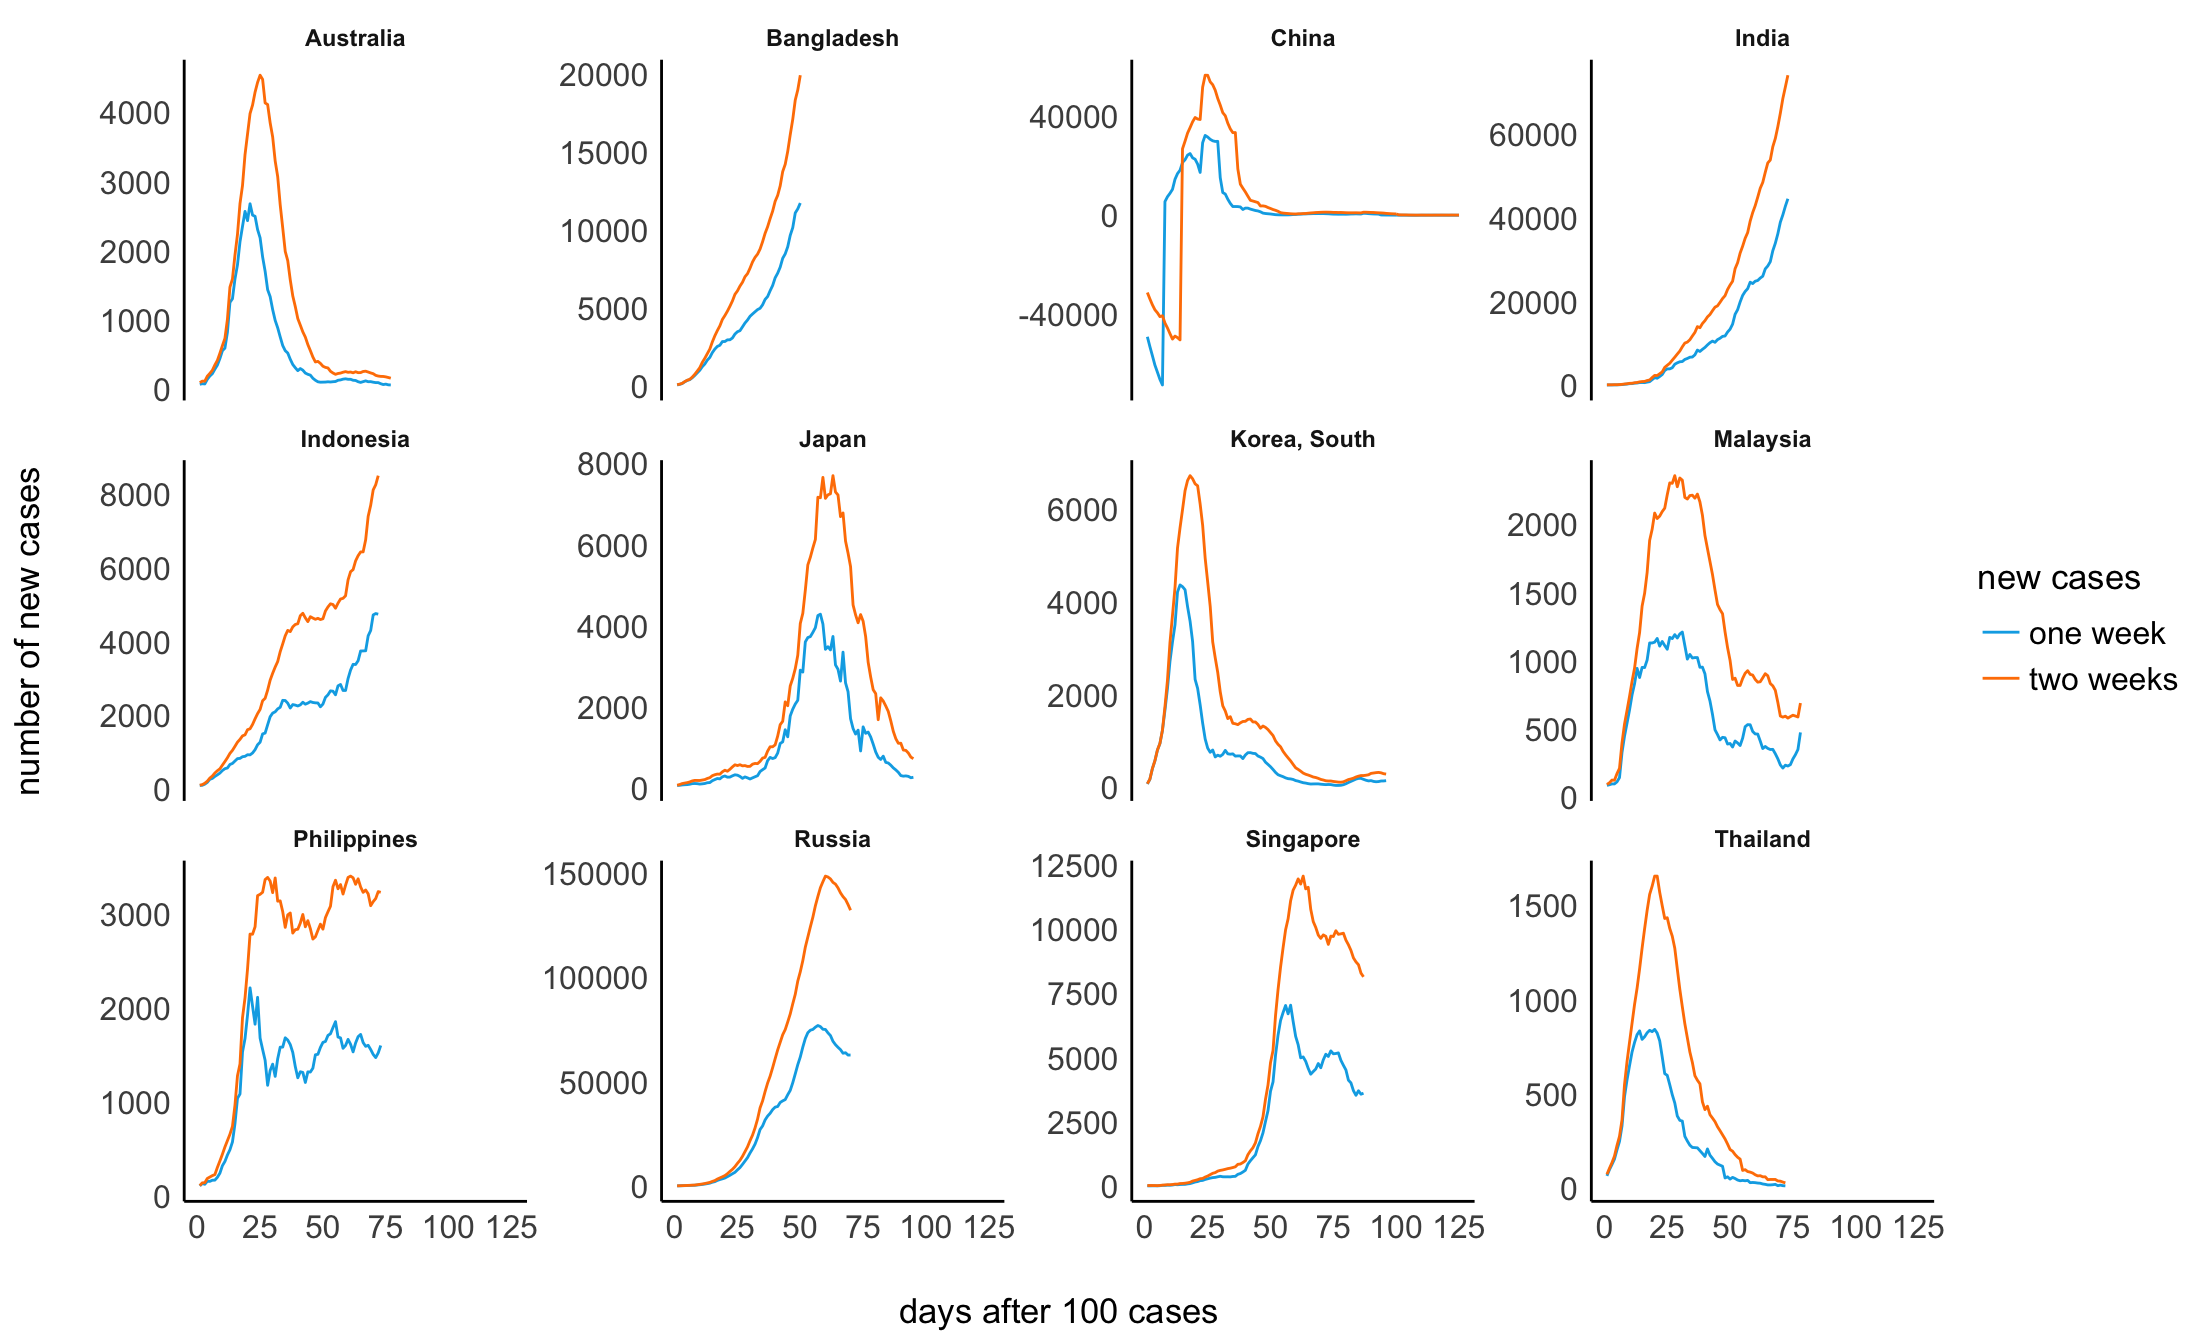 Australia
Bangladesh
China
India
4000
3000
2000
1000
0
20000
15000
10000
5000
0
40000
0
-40000
60000
40000
20000
0
Indonesia
Japan
Korea, South
Malaysia
8000
6000
4000
2000
0
8000
6000
4000
2000
0
6000
4000
2000
0
2000
1500
1000
500
0
Philippines
Russia
Singapore
Thailand
3000
2000
1000
0
150000
100000
50000
0
12500
10000
7500
5000
2500
0
1500
1000
500
0
0 25 50 75 100 125
0 25 50 75 100 125
0 25 50 75 100 125
0 25 50 75 100 125
days after 100 cases
number of new cases
new cases
one week
two weeks